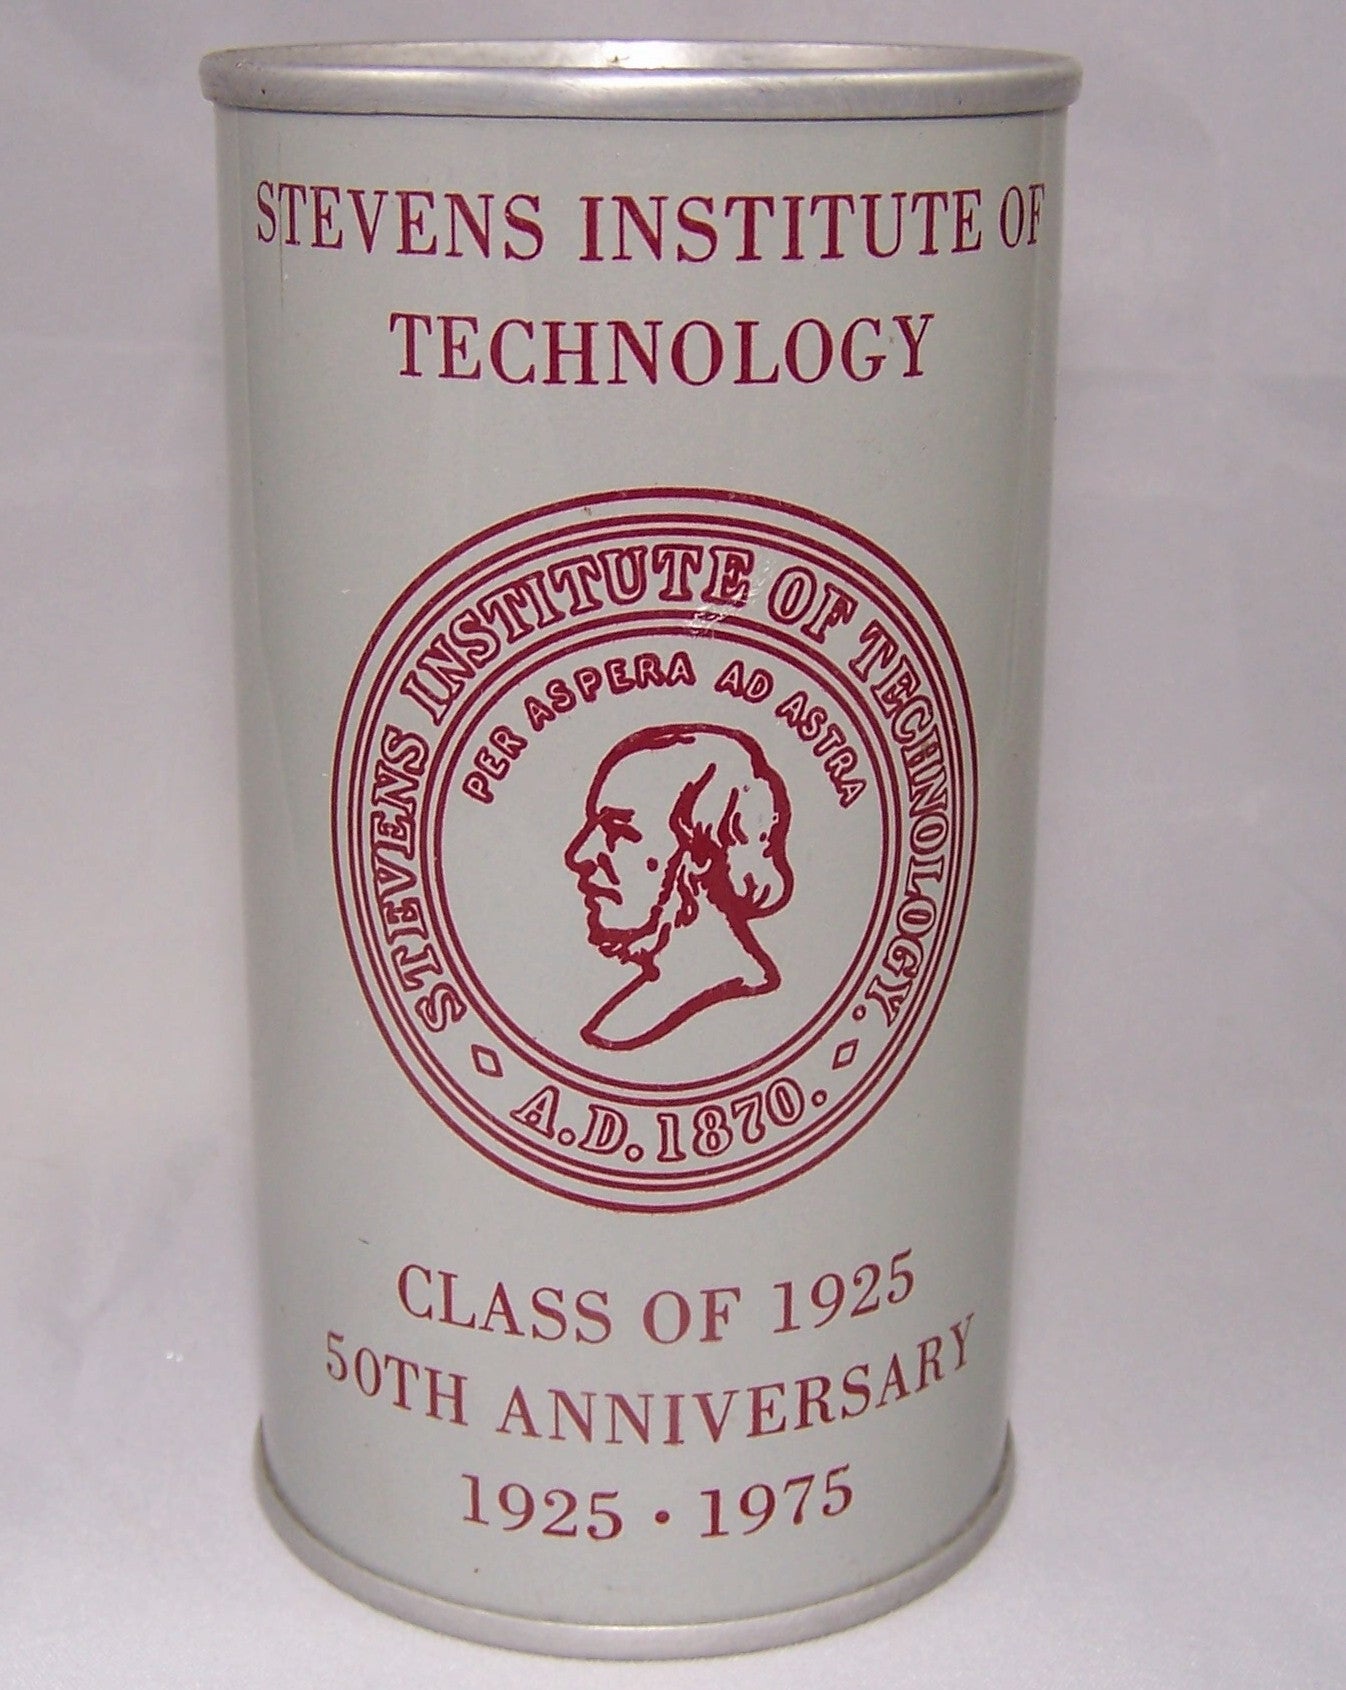 STEVENS INSTITUTE OF
TECHNOLOGY
STEVENS INSTITUTE OF TECHNOLOGY.
PER ASPERA AD ASTRA
A.D.1870.
CLASS OF 1925
50TH ANNIVERSARY
1925 • 1975